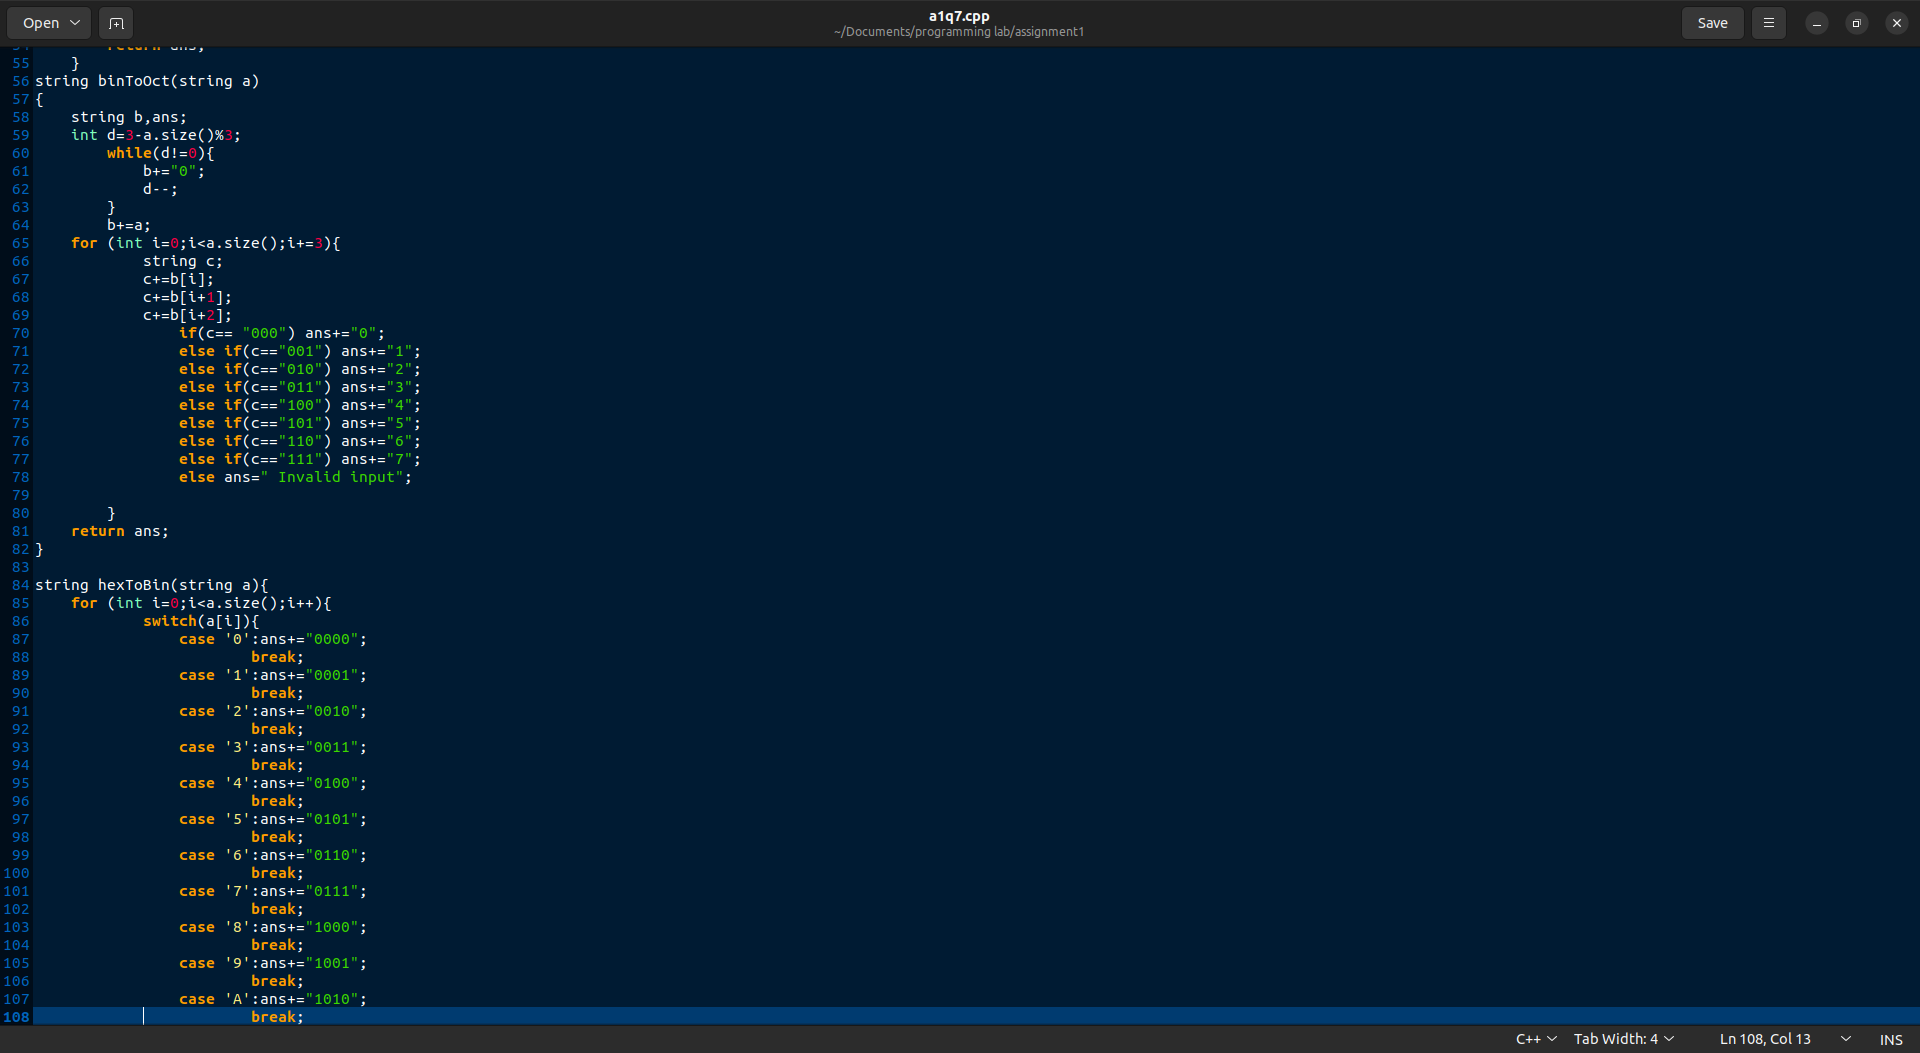 Open
a1q7.cpp
~/Documents/programming lab/assignment1
Save
55 }
56 string binToOct(string a)
57 {
58 string b,ans;
59 int d=3-a.size()%3;
60 while(d!=0){
61 b+="0";
62 d--;
63 }
64 b+=a;
65 for (int i=0;i<a.size();i+=3){
66 string c;
67 c+=b[i];
68 c+=b[i+1];
69 c+=b[i+2];
70 if(c== "000") ans+="0";
71 else if(c=="001") ans+="1";
72 else if(c=="010") ans+="2";
73 else if(c=="011") ans+="3";
74 else if(c=="100") ans+="4";
75 else if(c=="101") ans+="5";
76 else if(c=="110") ans+="6";
77 else if(c=="111") ans+="7";
78 else ans=" Invalid input";
79
80 }
81 return ans;
82 }
83
84 string hexToBin(string a){
85 for (int i=0;i<a.size();i++){
86 switch(a[i]){
87 case '0':ans+="0000";
88 break;
89 case '1':ans+="0001";
90 break;
91 case '2':ans+="0010";
92 break;
93 case '3':ans+="0011";
94 break;
95 case '4':ans+="0100";
96 break;
97 case '5':ans+="0101";
98 break;
99 case '6':ans+="0110";
100 break;
101 case '7':ans+="0111";
102 break;
103 case '8':ans+="1000";
104 break;
105 case '9':ans+="1001";
106 break;
107 case 'A':ans+="1010";
108 break;
C++ Tab Width: 4 Ln 108, Col 13 INS